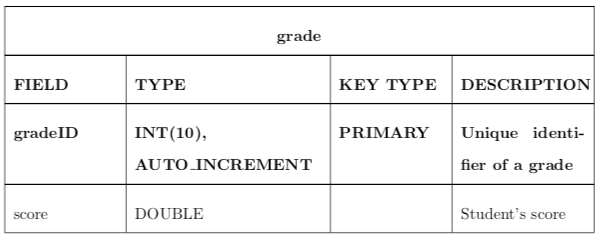 grade
FIELD TYPE KEY TYPE DESCRIPTION
gradeID INT(10), PRIMARY Unique identi-
AUTO_INCREMENT fier of a grade
score DOUBLE Student's score